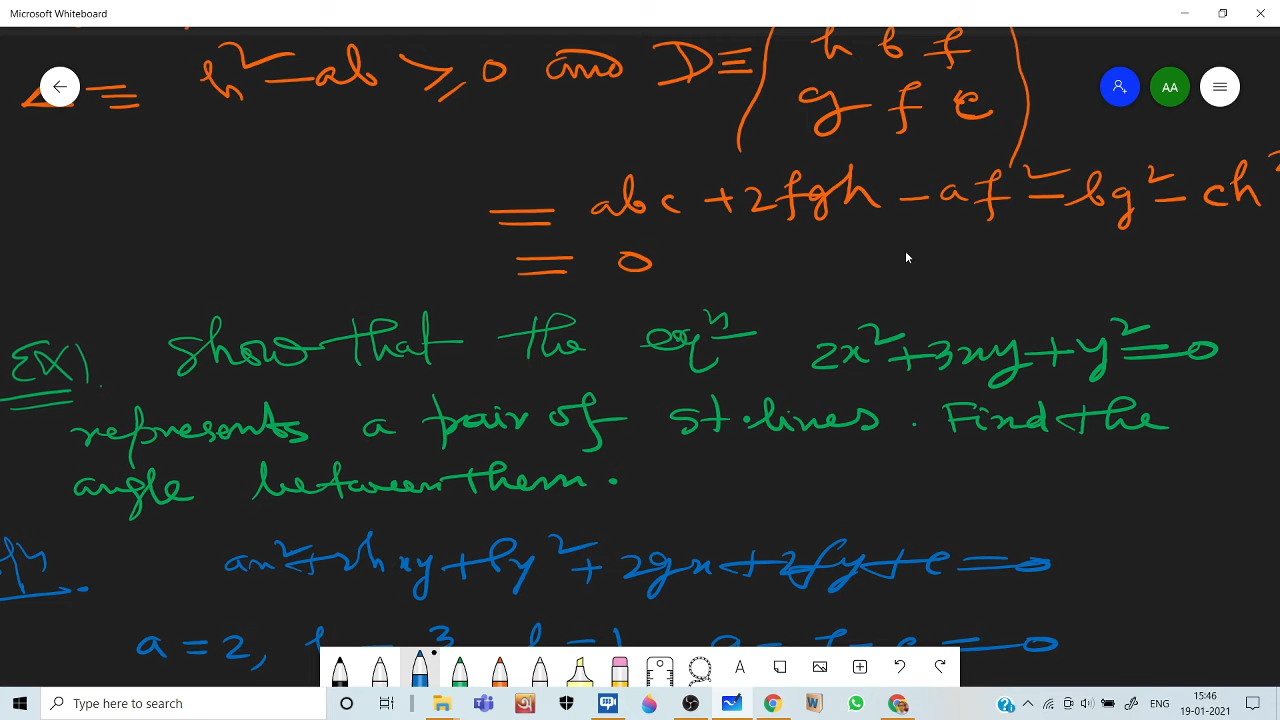 Microsoft Whiteboard
h² - ab ⩾ 0 and D ≡ | h b f
g f c |
= abc + 2fgh - af² - bg² - ch²
= 0
AA
EX). Show that the eqⁿ 2x² + 3xy + y² = 0
represents a pair of st. lines. Find the
angle between them.
ax² + 2hxy + by² + 2gx + 2fy + c = 0
a = 2,
= 0
Type here to search
ENG
15:46
19-01-2021